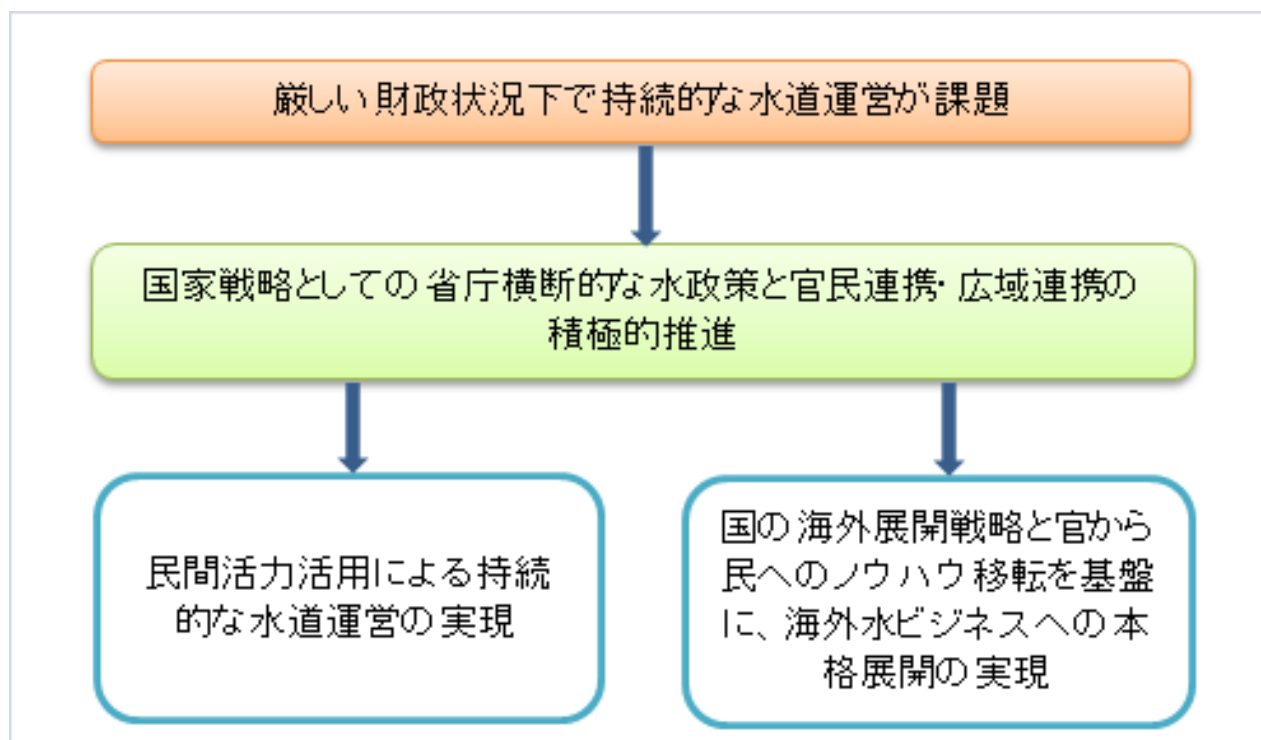 厳しい財政状況下で持続的な水道運営が課題
国家戦略としての省庁横断的な水政策と官民連携・広域連携の
積極的推進
民間活力活用による持続
的な水道運営の実現
国の海外展開戦略と官から
民へのノウハウ移転を基盤
に、海外水ビジネスへの本
格展開の実現